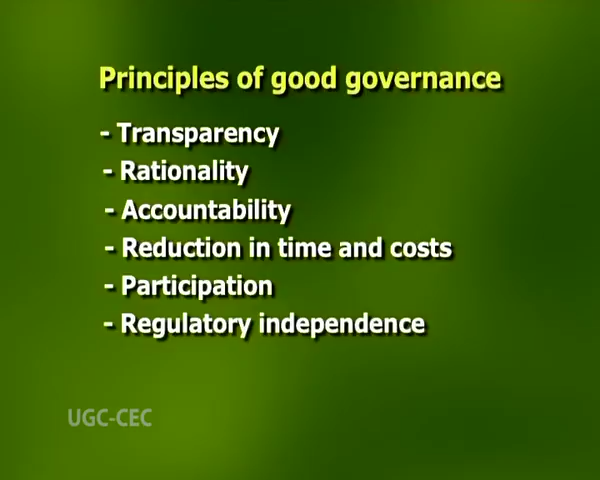 Principles of good governance
- Transparency
- Rationality
- Accountability
- Reduction in time and costs
- Participation
- Regulatory independence
UGC-CEC